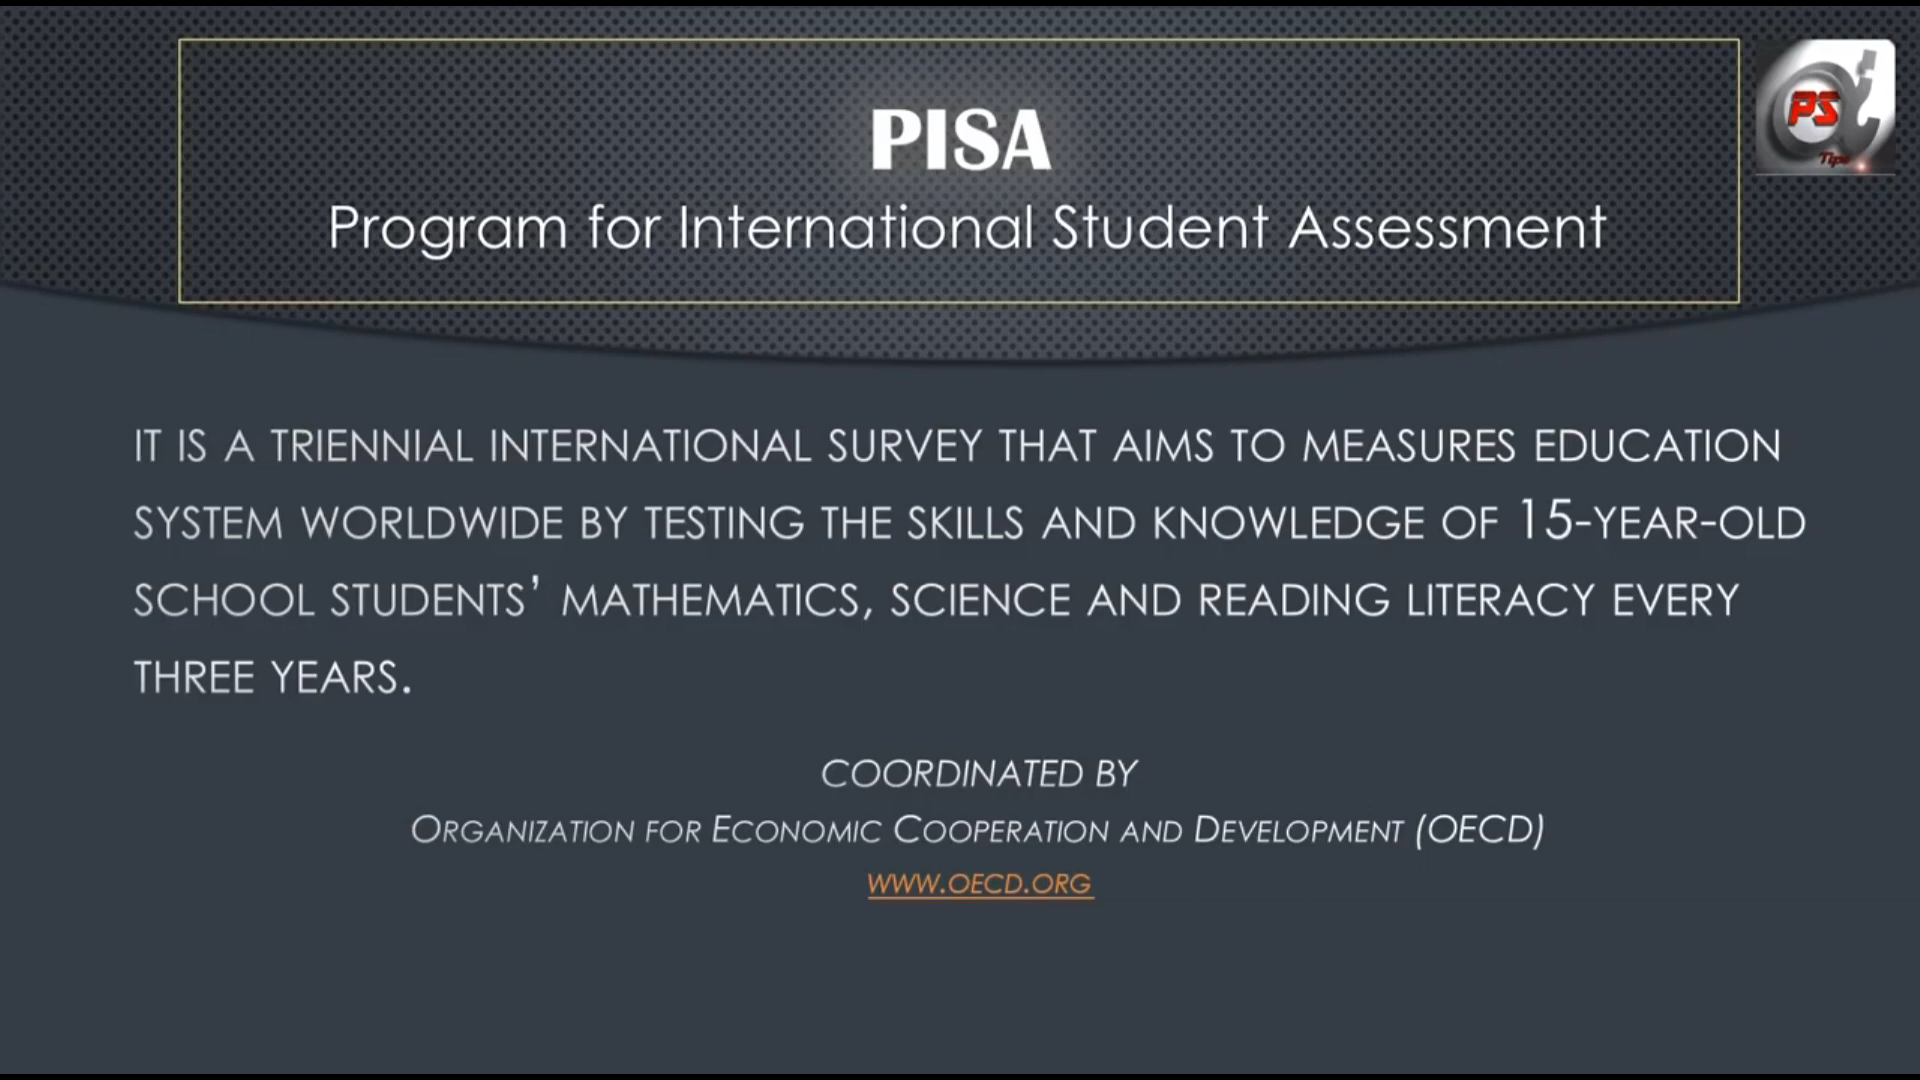 PISA
Program for International Student Assessment
PS
Tips
IT IS A TRIENNIAL INTERNATIONAL SURVEY THAT AIMS TO MEASURES EDUCATION
SYSTEM WORLDWIDE BY TESTING THE SKILLS AND KNOWLEDGE OF 15-YEAR-OLD
SCHOOL STUDENTS’ MATHEMATICS, SCIENCE AND READING LITERACY EVERY
THREE YEARS.
COORDINATED BY
ORGANIZATION FOR ECONOMIC COOPERATION AND DEVELOPMENT (OECD)
WWW.OECD.ORG